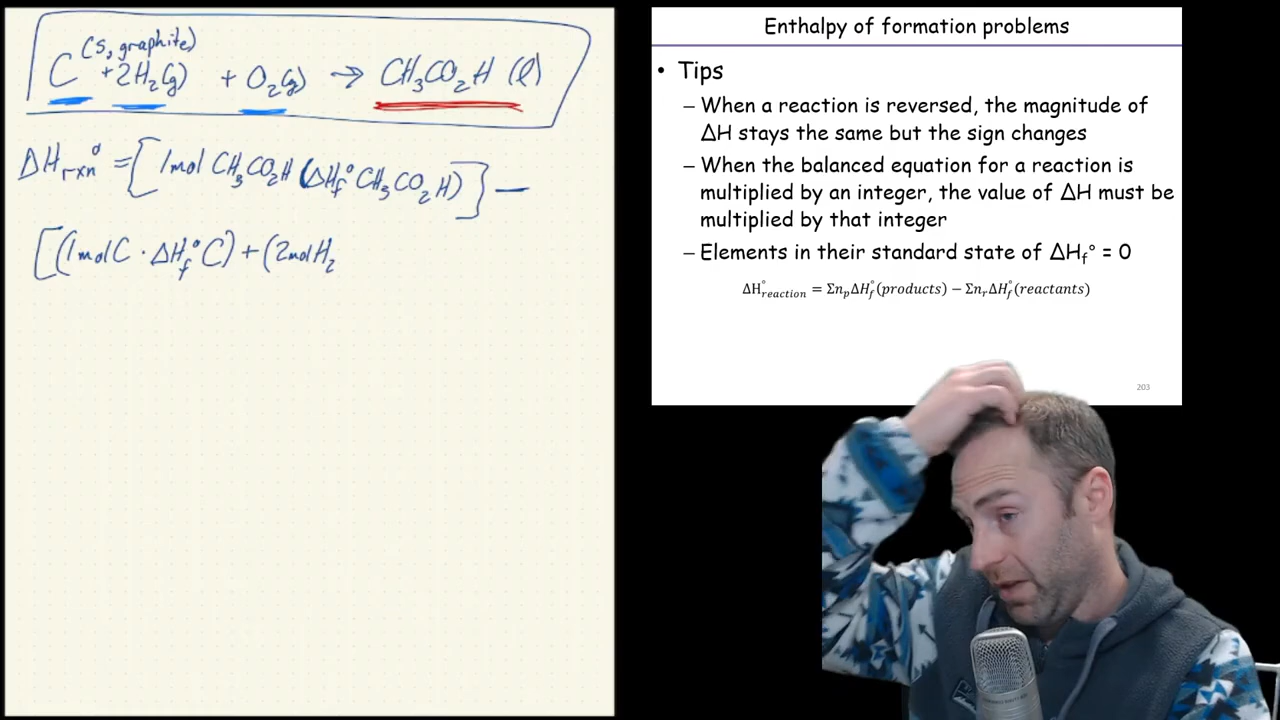 C (s, graphite) + 2H₂(g) + O₂(g) → CH₃CO₂H (l)
ΔHrxn° = [1mol CH₃CO₂H (ΔHf° CH₃CO₂H)] —
[(1molC · ΔHf° C) + (2molH₂
Enthalpy of formation problems
• Tips
– When a reaction is reversed, the magnitude of
ΔH stays the same but the sign changes
– When the balanced equation for a reaction is
multiplied by an integer, the value of ΔH must be
multiplied by that integer
– Elements in their standard state of ΔHf° = 0
ΔH°reaction = ΣnpΔH°f(products) − ΣnrΔH°f(reactants)
203